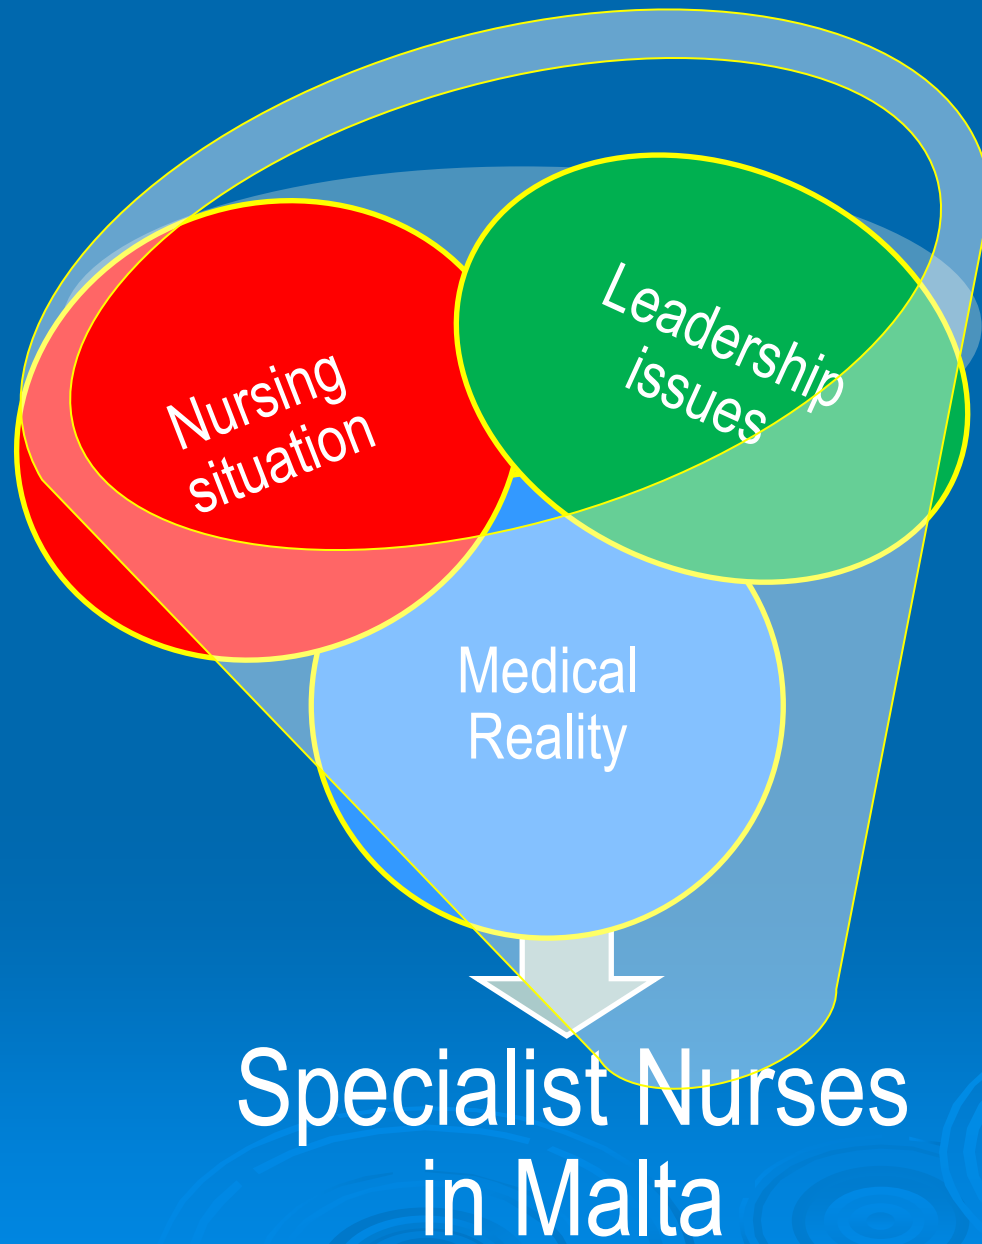 Nursing
situation
Leadership
issues
Medical
Reality
Specialist Nurses
in Malta